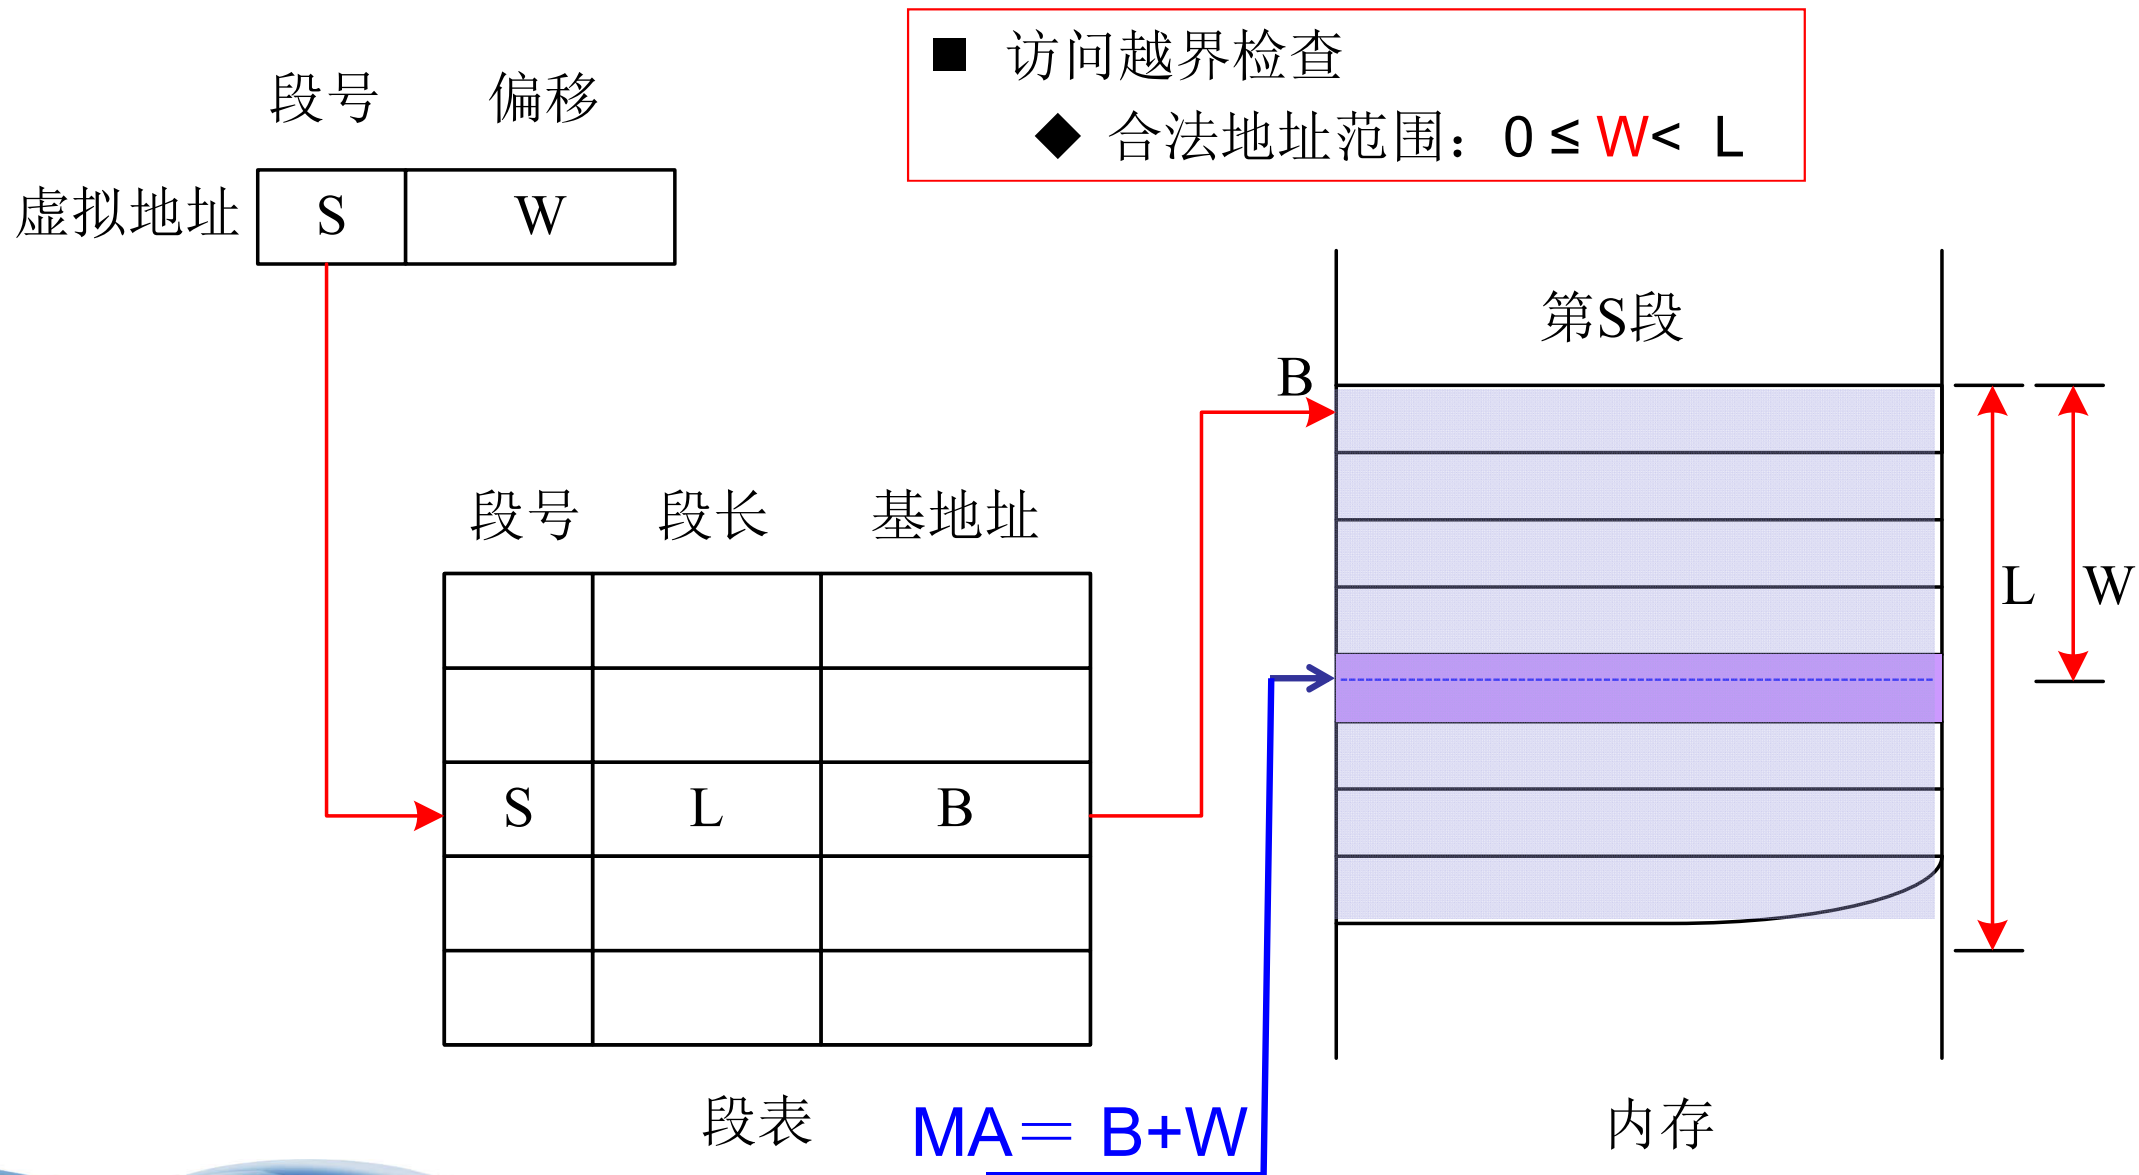 ■ 访问越界检查
◆ 合法地址范围：0 ≤ W< L
段号 偏移
虚拟地址 S W
第S段
B
段号 段长 基地址
L W
S L B
段表
MA＝ B+W
内存